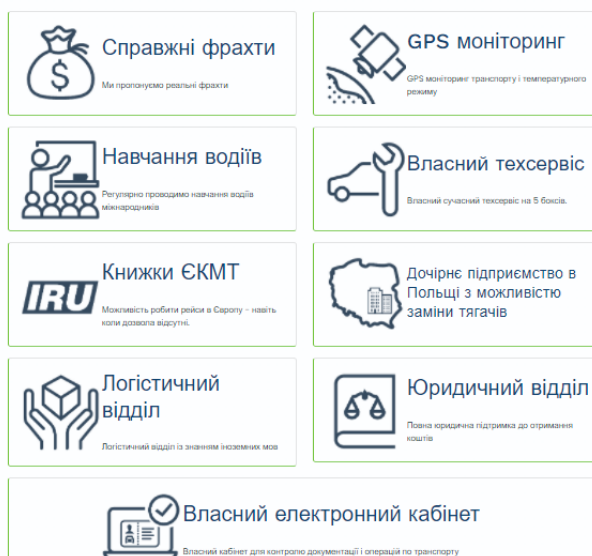 Справжні фрахти
Ми пропонуємо реальні фрахти
GPS моніторинг
GPS моніторинг транспорту і температурного
режиму
Навчання водіїв
Регулярно проводимо навчання водіїв
міжнародників
Власний техсервіс
Власний сучасний техсервіс на 5 боксів.
IRU
Книжки ЄКМТ
Можливість робити рейси в Європу – навіть
коли дозвола відсутні.
Дочірнє підприємство в
Польщі з можливістю
заміни тягачів
Логістичний
відділ
Логістичний відділ із знанням іноземних мов
Юридичний відділ
Повна юридична підтримка до отримання
коштів
Власний електронний кабінет
Власний кабінет для контролю документації і операцій по транспорту